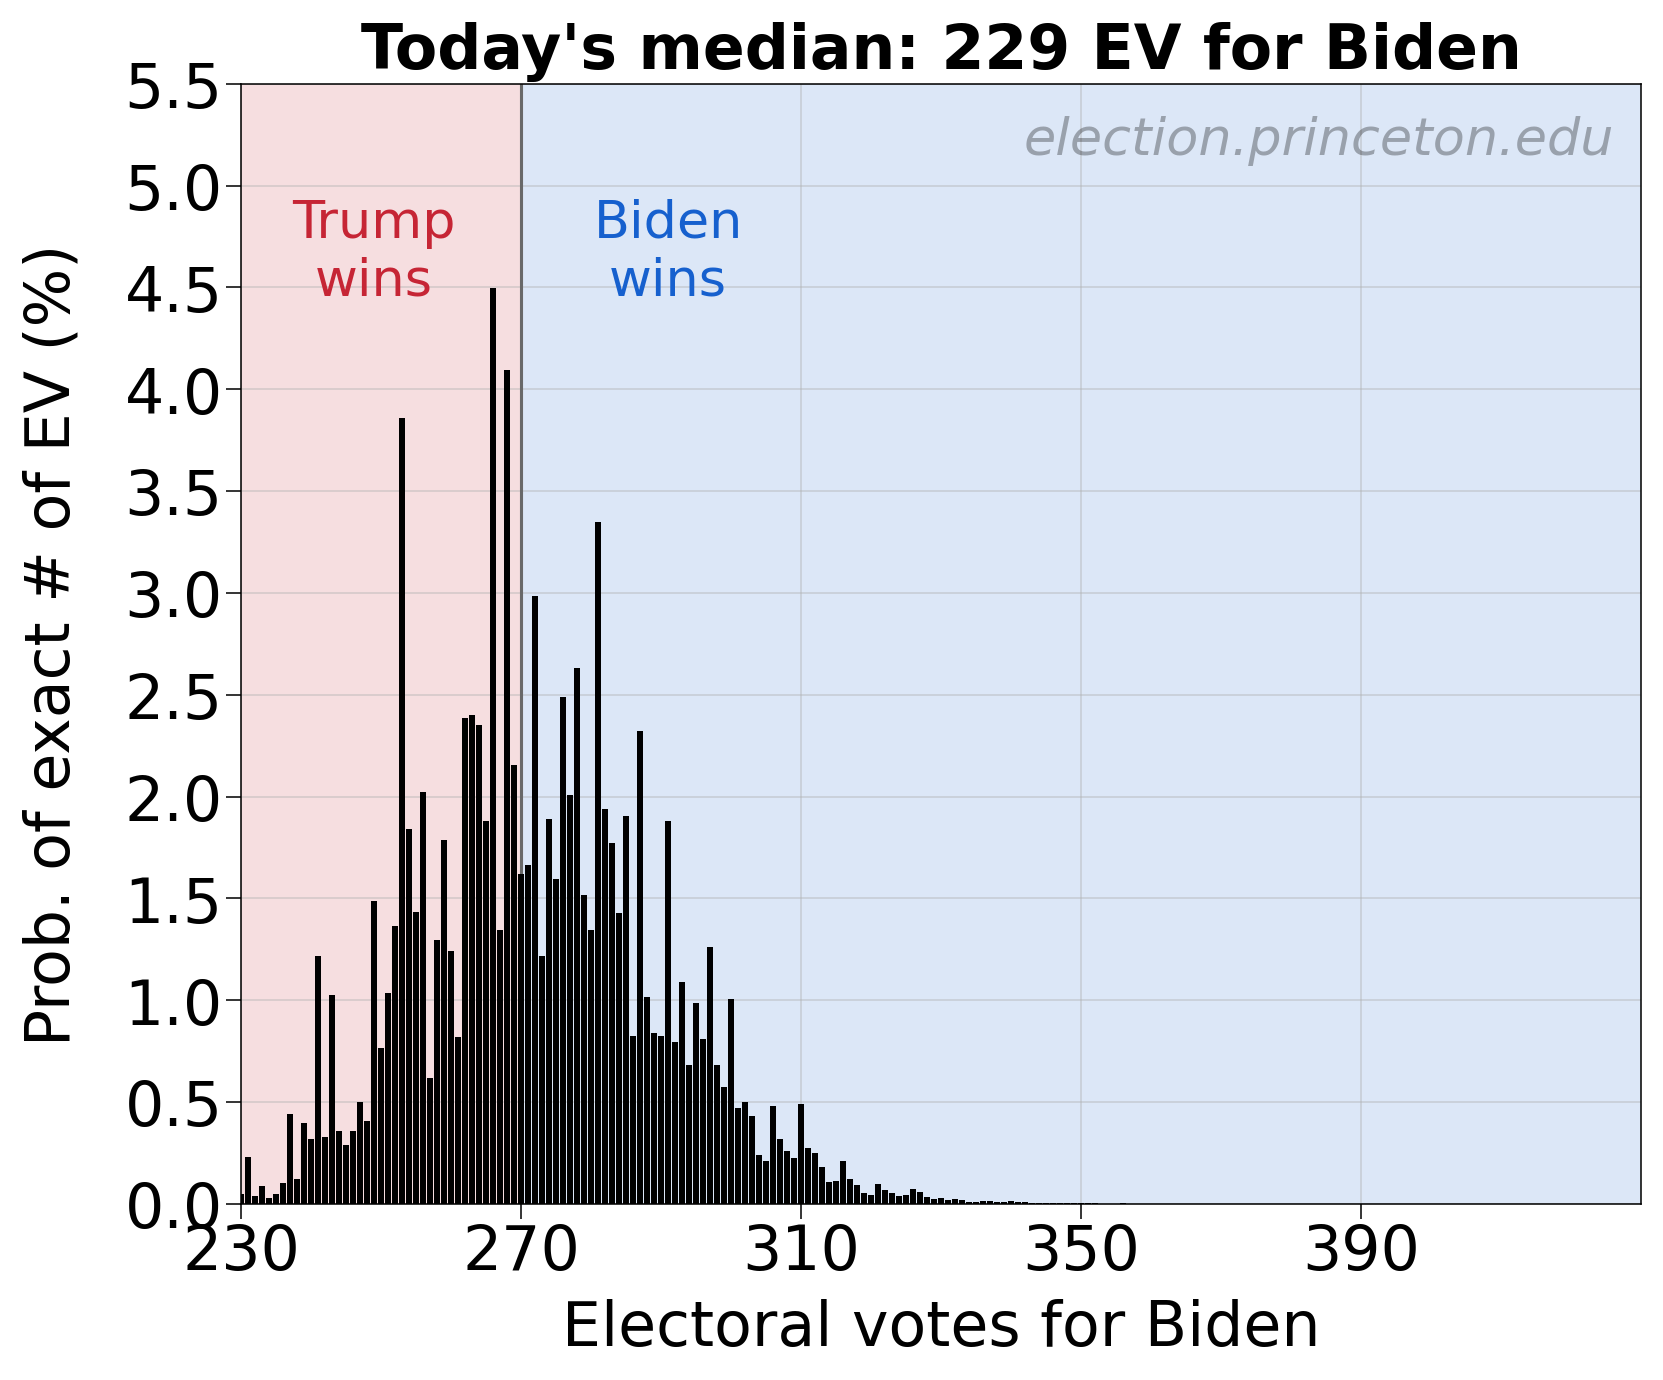 Today's median: 229 EV for Biden
election.princeton.edu
Trump
wins
Biden
wins
Prob. of exact # of EV (%)
5.5
5.0
4.5
4.0
3.5
3.0
2.5
2.0
1.5
1.0
0.5
0.0
230
270
310
350
390
Electoral votes for Biden